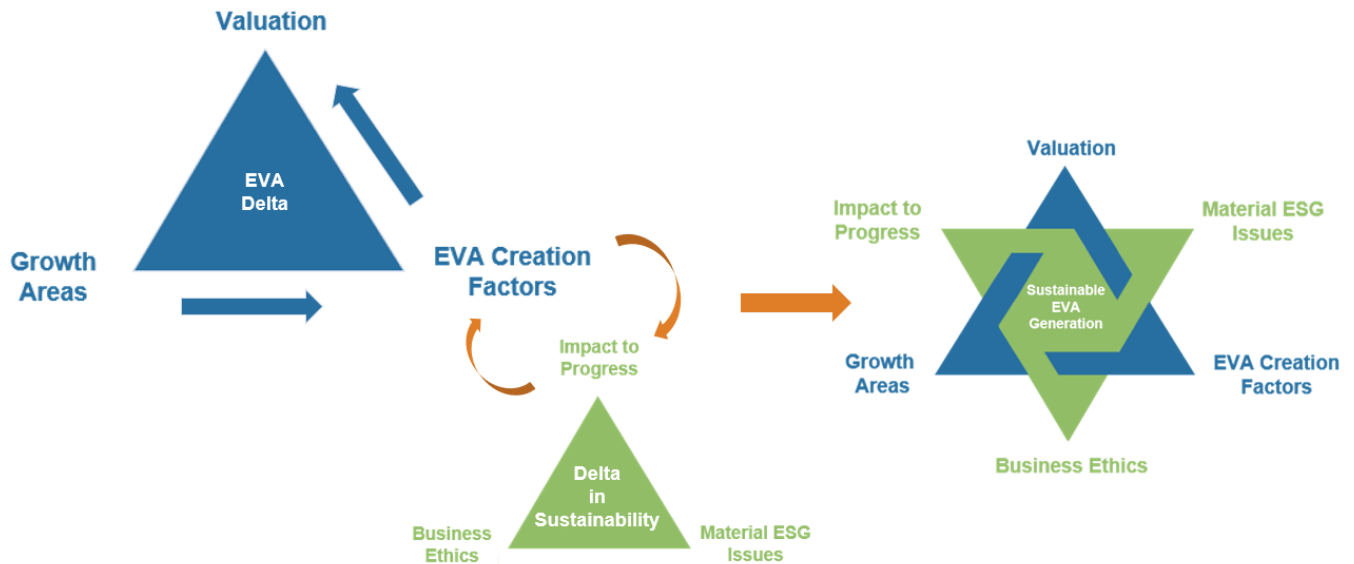 Valuation
EVA
Delta
Growth
Areas
EVA Creation
Factors
Impact to
Progress
Delta
in
Sustainability
Business
Ethics
Material ESG
Issues
Valuation
Impact to
Progress
Material ESG
Issues
Sustainable
EVA
Generation
Growth
Areas
EVA Creation
Factors
Business Ethics